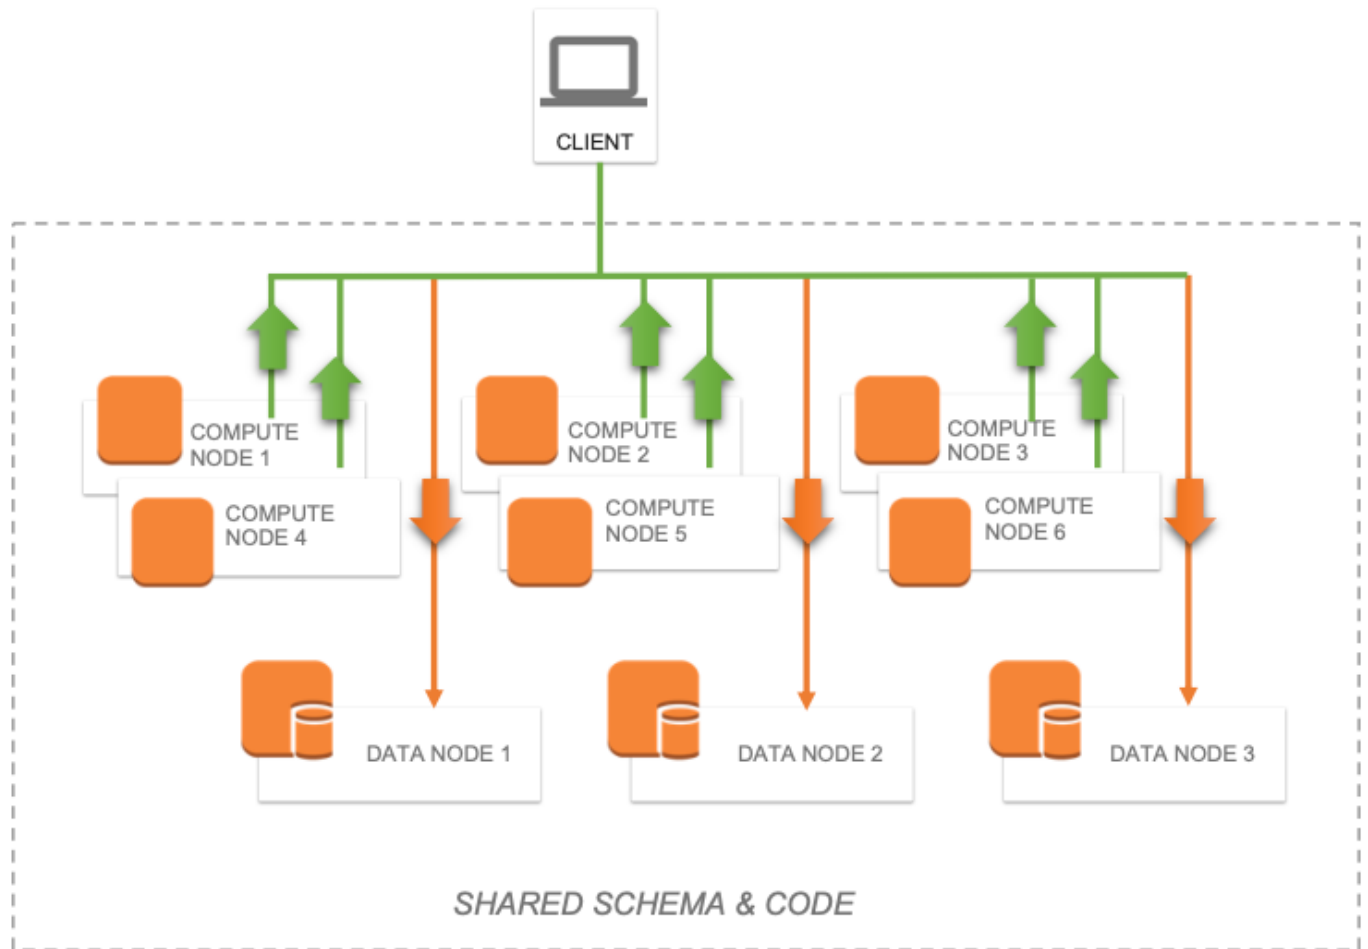 CLIENT
COMPUTE
NODE 1
COMPUTE
NODE 2
COMPUTE
NODE 3
COMPUTE
NODE 4
COMPUTE
NODE 5
COMPUTE
NODE 6
DATA NODE 1
DATA NODE 2
DATA NODE 3
SHARED SCHEMA & CODE